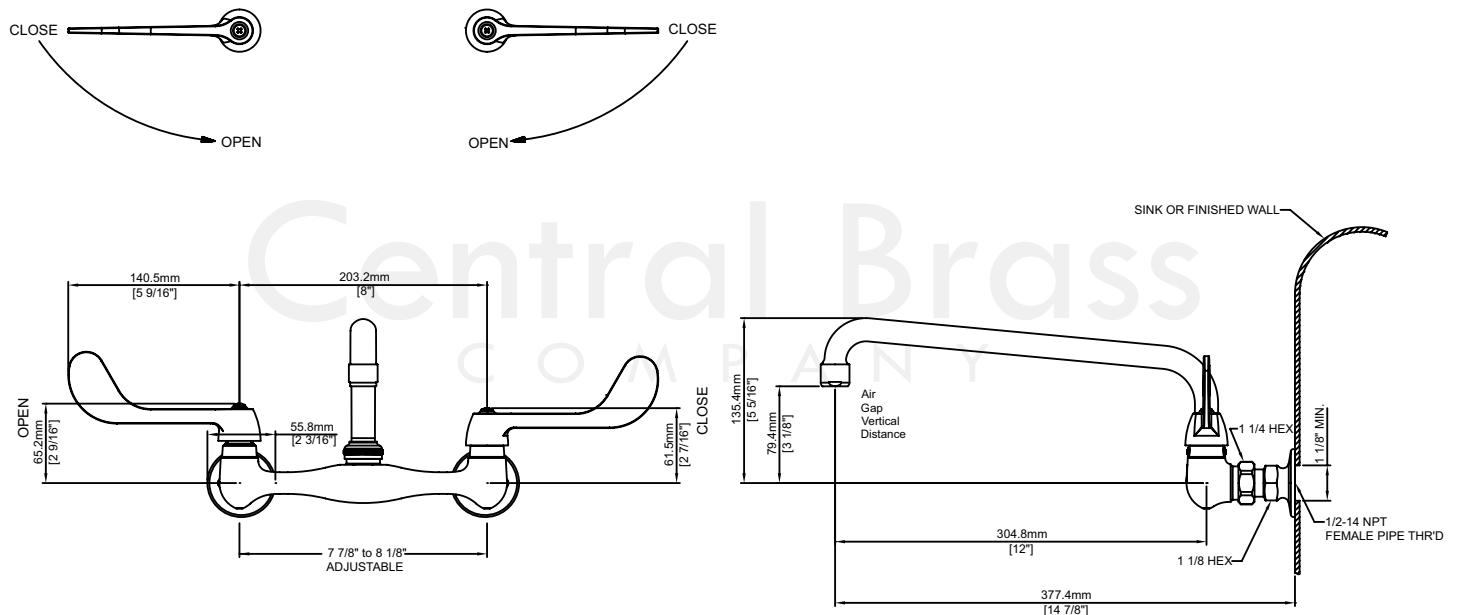 CLOSE
CLOSE
OPEN
OPEN
SINK OR FINISHED WALL
Central Brass
COMPANY
140.5mm
[5 9/16"]
203.2mm
[8"]
OPEN
65.2mm
[2 9/16"]
55.8mm
[2 3/16"]
61.5mm
[2 7/16"]
CLOSE
7 7/8" to 8 1/8"
ADJUSTABLE
135.4mm
[5 5/16"]
79.4mm
[3 1/8"]
Air
Gap
Vertical
Distance
1 1/4 HEX
1 1/8" MIN.
1/2-14 NPT
FEMALE PIPE THR'D
304.8mm
[12"]
1 1/8 HEX
377.4mm
[14 7/8"]